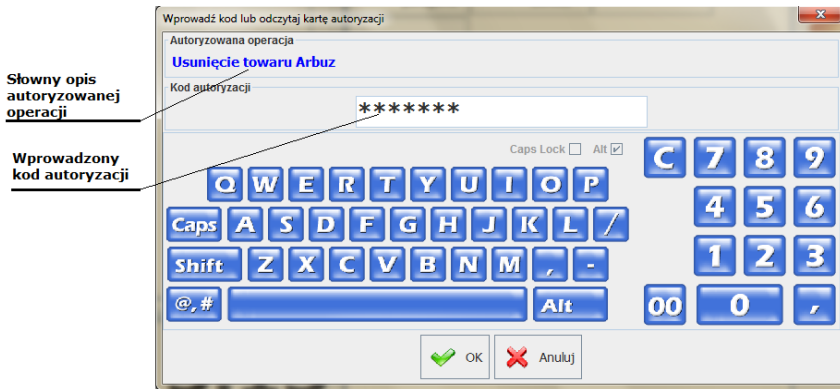 Wprowadź kod lub odczytaj kartę autoryzacji
x
Autoryzowana operacja
Usunięcie towaru Arbuz
Słowny opis
autoryzowanej
operacji
Kod autoryzacji
*******
Wprowadzony
kod autoryzacji
Caps Lock Alt
C 7 8 9
Q W E R T Y U I O P
4 5 6
Caps A S D F G H J K L /
1 2 3
Shift Z X C V B N M , -
@,# Alt
00 0 ,
OK Anuluj